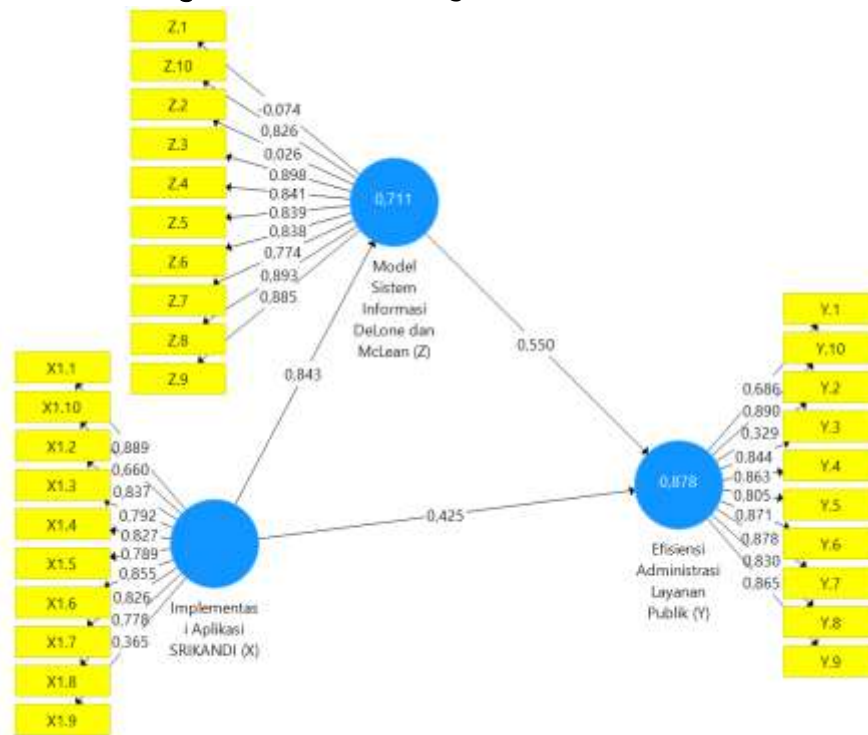 Z.1
Z.10
Z.2
Z.3
Z.4
Z.5
Z.6
Z.7
Z.8
Z.9
-0.074
0.826
0.026
0.898
0.841
0.839
0.838
0.774
0.893
0.885
0,711
Model
Sistem
Informasi
DeLone dan
McLean (Z)
0,843
0,550
0,425
X1.1
X1.10
X1.2
X1.3
X1.4
X1.5
X1.6
X1.7
X1.8
X1.9
0,889
0,660
0,837
0,792
0,827
0,789
0,855
0,826
0,778
0,365
Implementas
i Aplikasi
SRIKANDI (X)
Y.1
Y.10
Y.2
Y.3
Y.4
Y.5
Y.6
Y.7
Y.8
Y.9
0.686
0.890
0.329
0.844
0.863
0.805
0.871
0.878
0.830
0.865
0,878
Efisiensi
Administrasi
Layanan
Publik (Y)